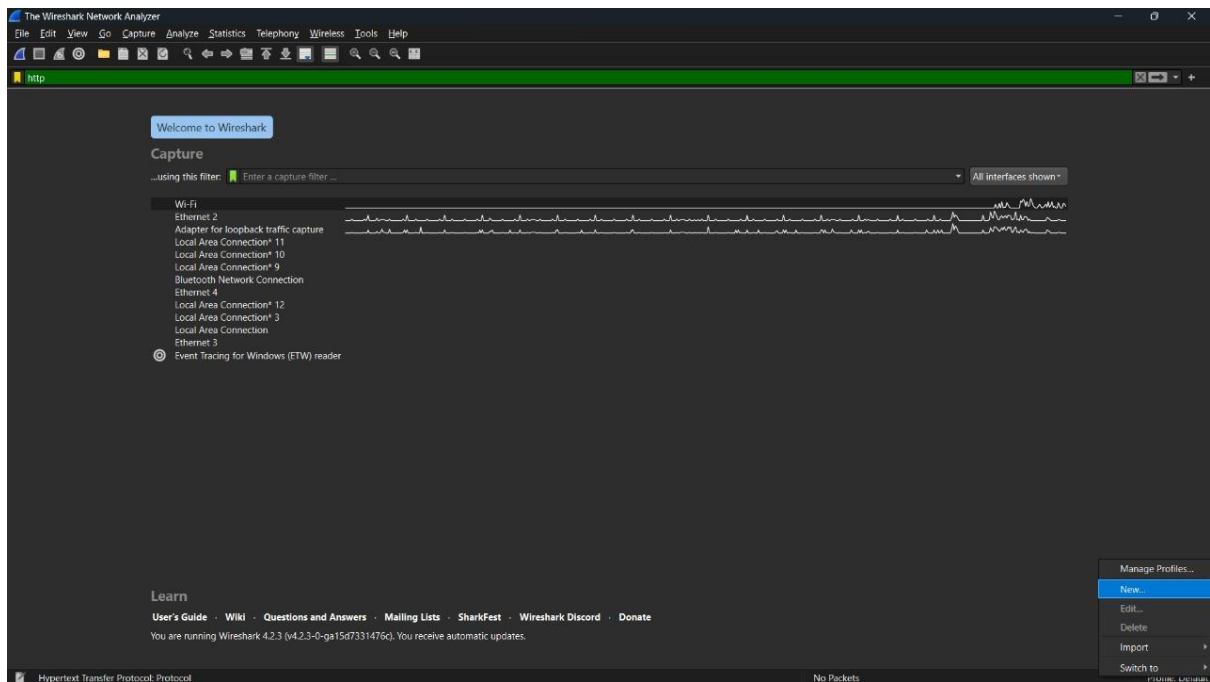 The Wireshark Network Analyzer
File Edit View Go Capture Analyze Statistics Telephony Wireless Tools Help
http
Welcome to Wireshark
Capture
...using this filter: Enter a capture filter ... All interfaces shown
Wi-Fi
Ethernet 2
Adapter for loopback traffic capture
Local Area Connection* 11
Local Area Connection* 10
Local Area Connection* 9
Bluetooth Network Connection
Ethernet 4
Local Area Connection* 12
Local Area Connection* 3
Local Area Connection
Ethernet 3
Event Tracing for Windows (ETW) reader
Learn
User's Guide · Wiki · Questions and Answers · Mailing Lists · SharkFest · Wireshark Discord · Donate
You are running Wireshark 4.2.3 (v4.2.3-0-ga15d7331476c). You receive automatic updates.
Manage Profiles...
New...
Edit...
Delete
Import
Switch to
Hypertext Transfer Protocol: Protocol No Packets Profile: Default